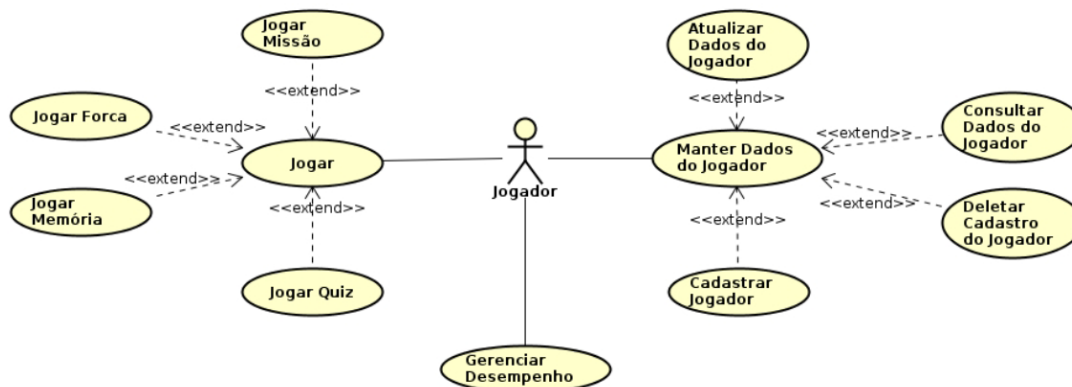 Jogar
Missão
Atualizar
Dados do
Jogador
<<extend>>
<<extend>>
Jogar Forca
<<extend>>
Consultar
Dados do
Jogador
<<extend>>
Jogar
Jogador
Manter Dados
do Jogador
<<extend>>
Jogar
Memória
<<extend>>
<<extend>>
<<extend>>
Deletar
Cadastro
do Jogador
Jogar Quiz
Cadastrar
Jogador
Gerenciar
Desempenho